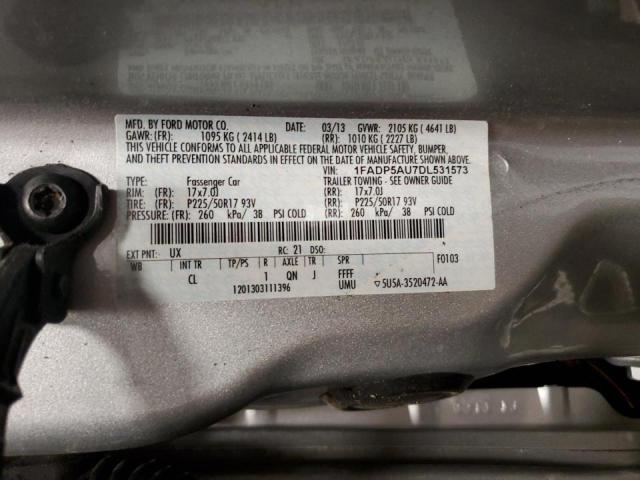 MFD. BY FORD MOTOR CO. DATE: 03/13 GVWR: 2105 KG ( 4641 LB)
GAWR: (FR): 1095 KG ( 2414 LB) (RR): 1010 KG ( 2227 LB)
THIS VEHICLE CONFORMS TO ALL APPLICABLE FEDERAL MOTOR VEHICLE SAFETY, BUMPER,
AND THEFT PREVENTION STANDARDS IN EFFECT ON THE DATE OF MANUFACTURE SHOWN ABOVE.
VIN: 1FADP5AU7DL531573
TYPE: Passenger Car TRAILER TOWING - SEE OWNER GUIDE
RIM: (FR): 17x7.0J (RR): 17x7.0J
TIRE: (FR): P225/50R17 93V (RR): P225/50R17 93V
PRESSURE: (FR) 260 kPa/ 38 PSI COLD (RR): 260 kPa/ 38 PSI COLD
EXT PNT: UX RC: 21 DSO: F0103
WB INT TR TP/PS R AXLE TR SPR
CL 1 QN J FFFF
1201303111396 UMU ▽5U5A-3520472-AA